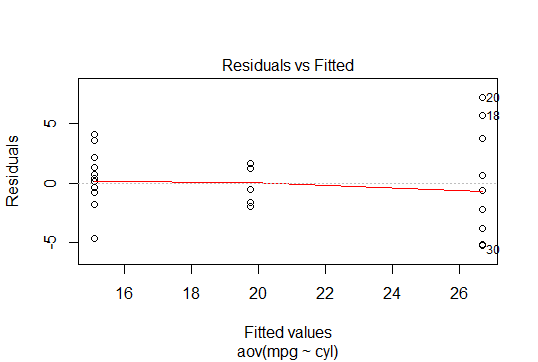 Residuals vs Fitted
Residuals
5
0
-5
20
18
30
16 18 20 22 24 26
Fitted values
aov(mpg ~ cyl)